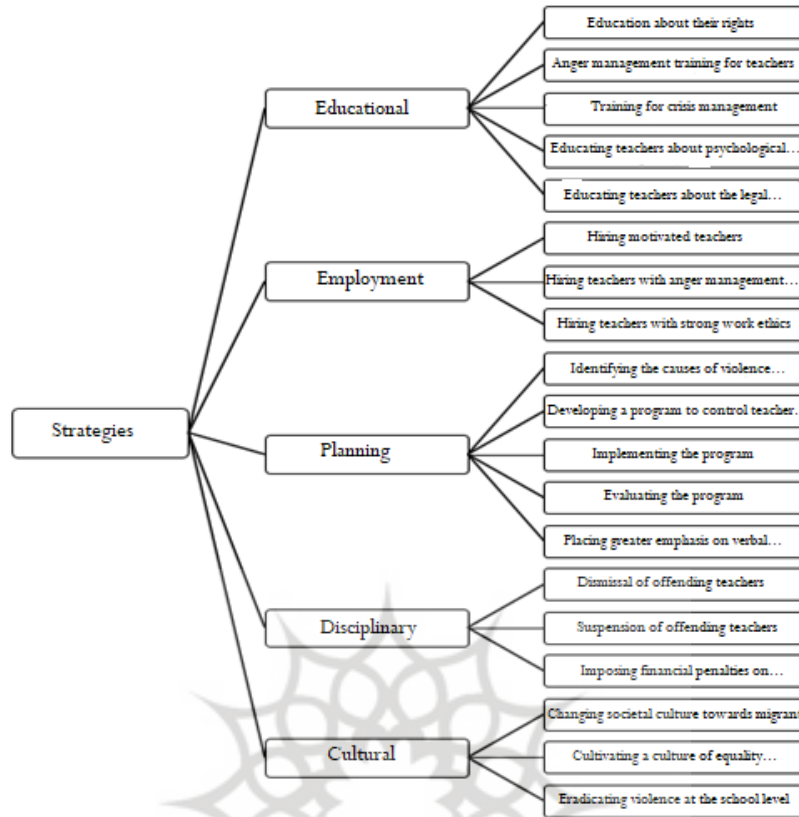 Strategies
Educational
Education about their rights
Anger management training for teachers
Training for crisis management
Educating teachers about psychological...
Educating teachers about the legal...
Employment
Hiring motivated teachers
Hiring teachers with anger management...
Hiring teachers with strong work ethics
Planning
Identifying the causes of violence...
Developing a program to control teacher.
Implementing the program
Evaluating the program
Placing greater emphasis on verbal...
Disciplinary
Dismissal of offending teachers
Suspension of offending teachers
Imposing financial penalties on...
Cultural
Changing societal culture towards migrant
Cultivating a culture of equality...
Eradicating violence at the school level